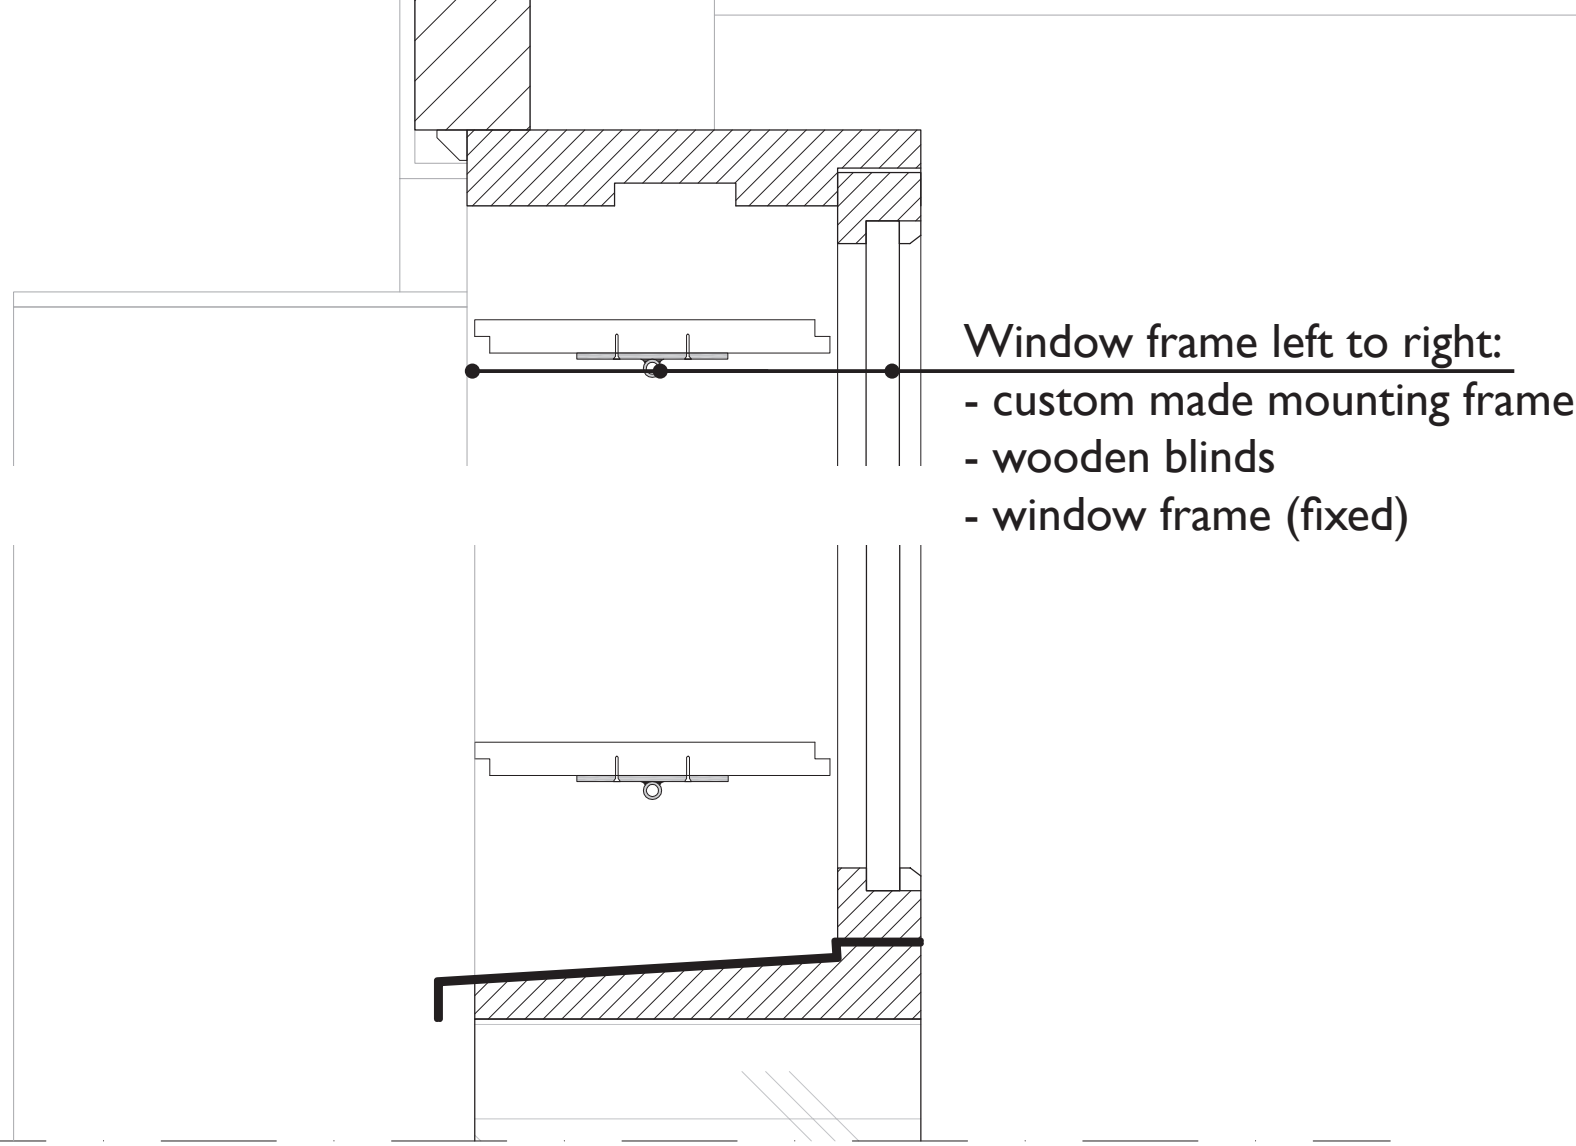 Window frame left to right:
- custom made mounting frame
- wooden blinds
- window frame (fixed)